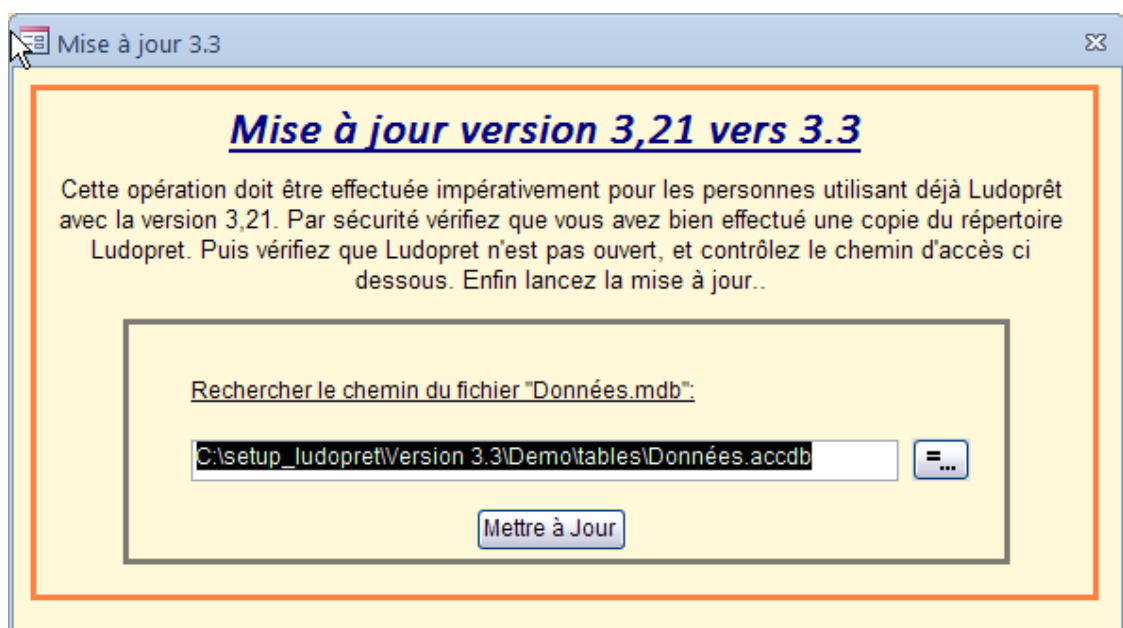 Mise à jour 3.3
Mise à jour version 3,21 vers 3.3
Cette opération doit être effectuée impérativement pour les personnes utilisant déjà Ludoprêt
avec la version 3,21. Par sécurité vérifiez que vous avez bien effectué une copie du répertoire
Ludopret. Puis vérifiez que Ludopret n'est pas ouvert, et contrôlez le chemin d'accès ci
dessous. Enfin lancez la mise à jour..
Rechercher le chemin du fichier "Données.mdb":
C:\setup_ludopret\Version 3.3\Demo\tables\Données.accdb
=...
Mettre à Jour